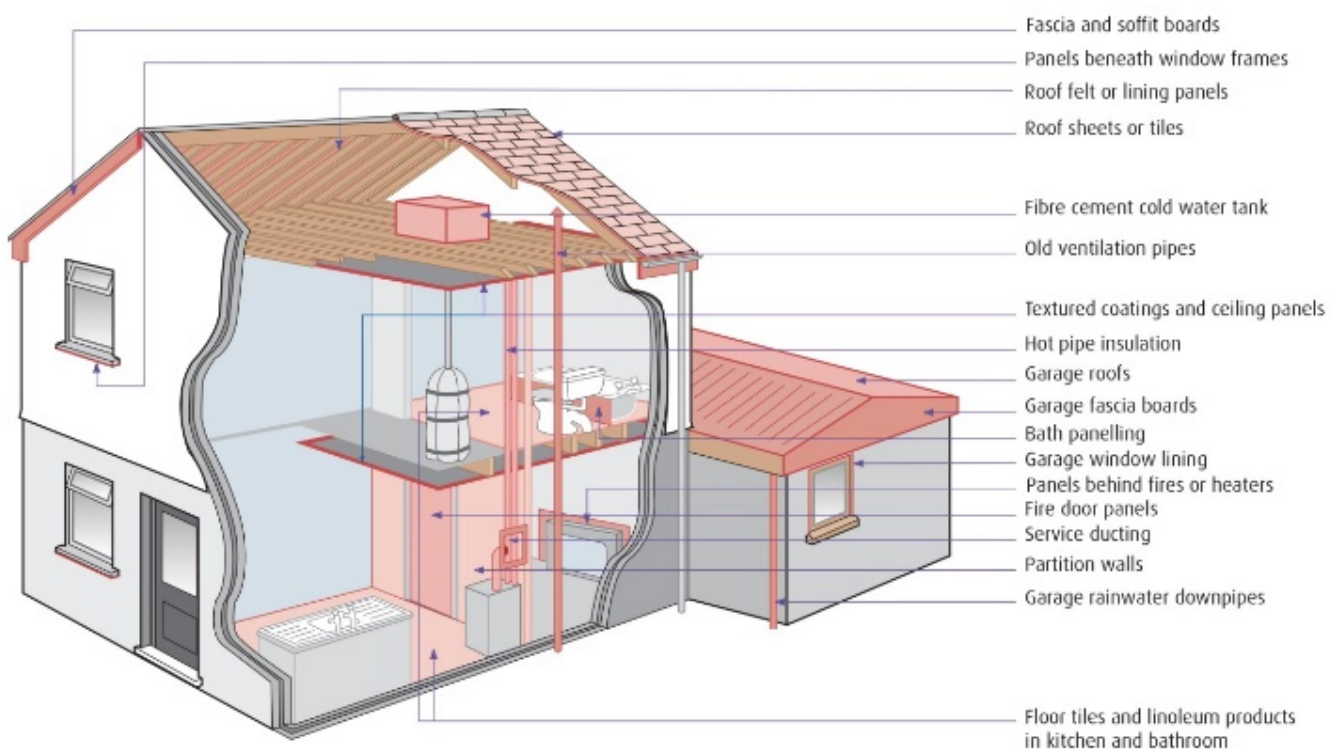 Fascia and soffit boards
Panels beneath window frames
Roof felt or lining panels
Roof sheets or tiles
Fibre cement cold water tank
Old ventilation pipes
Textured coatings and ceiling panels
Hot pipe insulation
Garage roofs
Garage fascia boards
Bath panelling
Garage window lining
Panels behind fires or heaters
Fire door panels
Service ducting
Partition walls
Garage rainwater downpipes
Floor tiles and linoleum products
in kitchen and bathroom